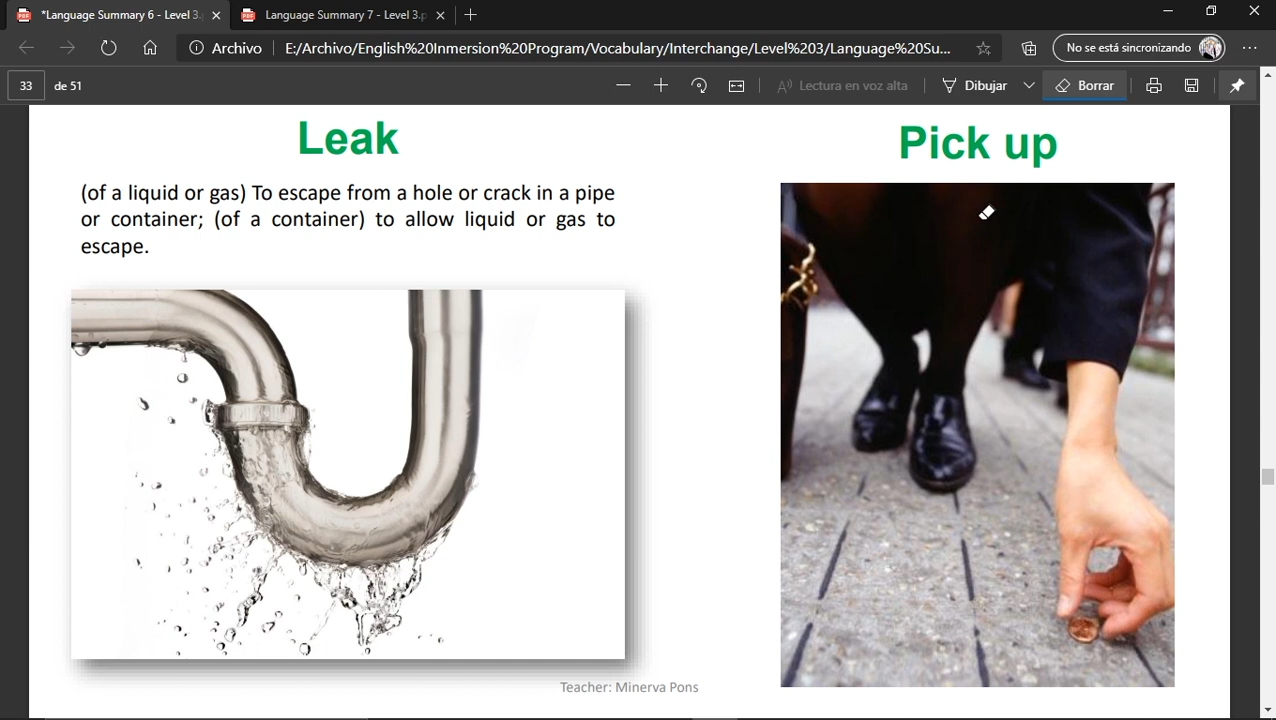 *Language Summary 6 - Level 3.
Language Summary 7 - Level 3.p
Archivo
E:/Archivo/English%20Inmersion%20Program/Vocabulary/Interchange/Level%203/Language%20Su...
No se está sincronizando
33
de 51
Lectura en voz alta
Dibujar
Borrar
Leak
(of a liquid or gas) To escape from a hole or crack in a pipe
or container; (of a container) to allow liquid or gas to
escape.
Pick up
Teacher: Minerva Pons